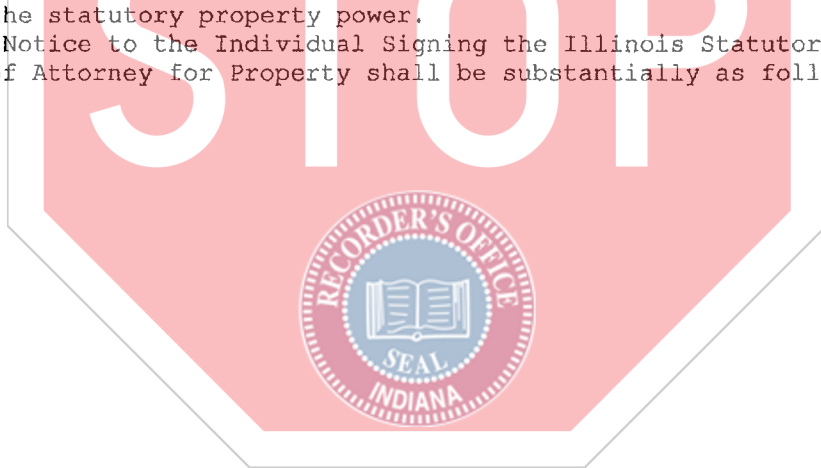 he statutory property power.
Notice to the Individual Signing the Illinois Statutor
f Attorney for Property shall be substantially as foll
STOP
RECORDER'S OFFICE
SEAL
INDIANA